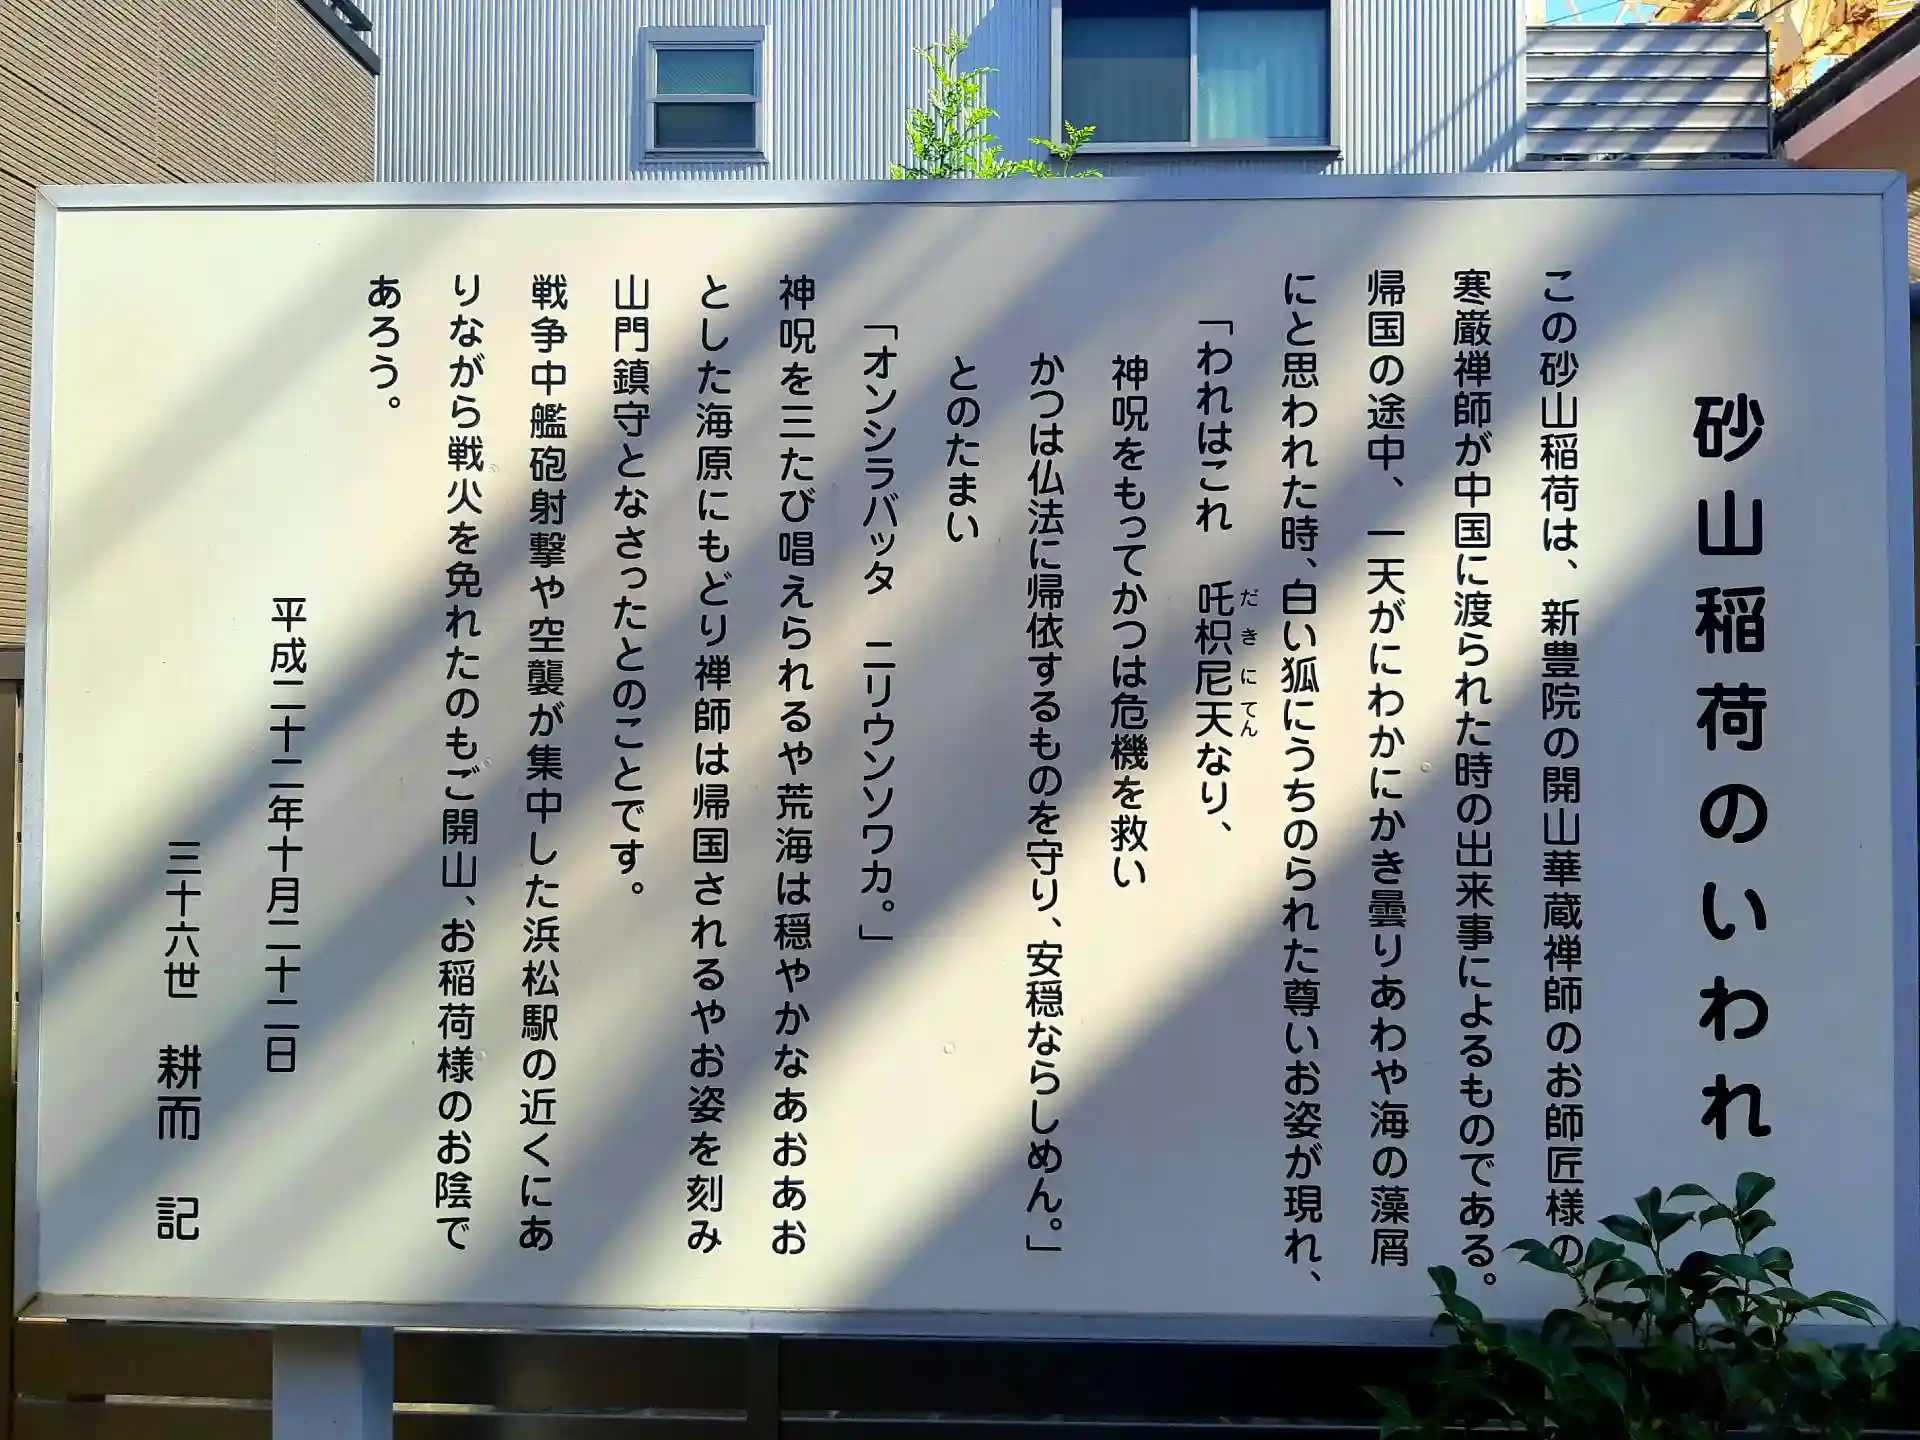 砂山稲荷のいわれ
この砂山稲荷は、新豊院の開山華蔵禅師のお師匠様の
寒巌禅師が中国に渡られた時の出来事によるものである。
帰国の途中、一天がにわかにかき曇りあわや海の藻屑
にと思われた時、白い狐にうちのられた尊いお姿が現れ、
「われはこれ　吒枳尼天なり、
だきにてん
神呪をもってかつは危機を救い
かつは仏法に帰依するものを守り、安穏ならしめん。」
とのたまい
「オンシラバッタ　ニリウンソワカ。」
神呪を三たび唱えられるや荒海は穏やかなあおあお
とした海原にもどり禅師は帰国されるやお姿を刻み
山門鎮守となさったとのことです。
戦争中艦砲射撃や空襲が集中した浜松駅の近くにあ
りながら戦火を免れたのもご開山、お稲荷様のお陰で
あろう。
平成二十二年十月二十二日
三十六世　耕而　記